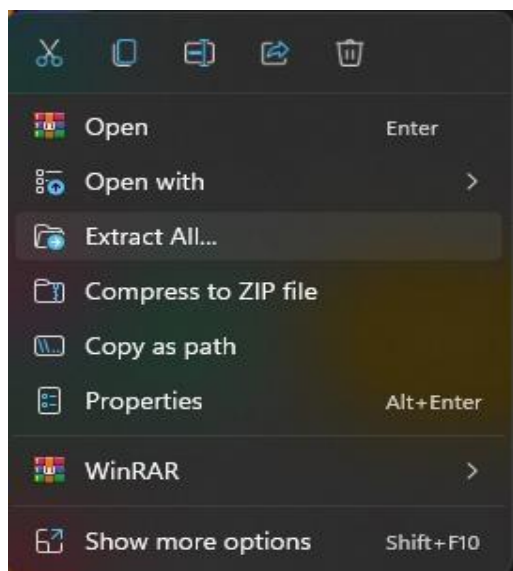 Open Enter
Open with
Extract All...
Compress to ZIP file
Copy as path
Properties Alt+Enter
WinRAR
Show more options Shift+F10